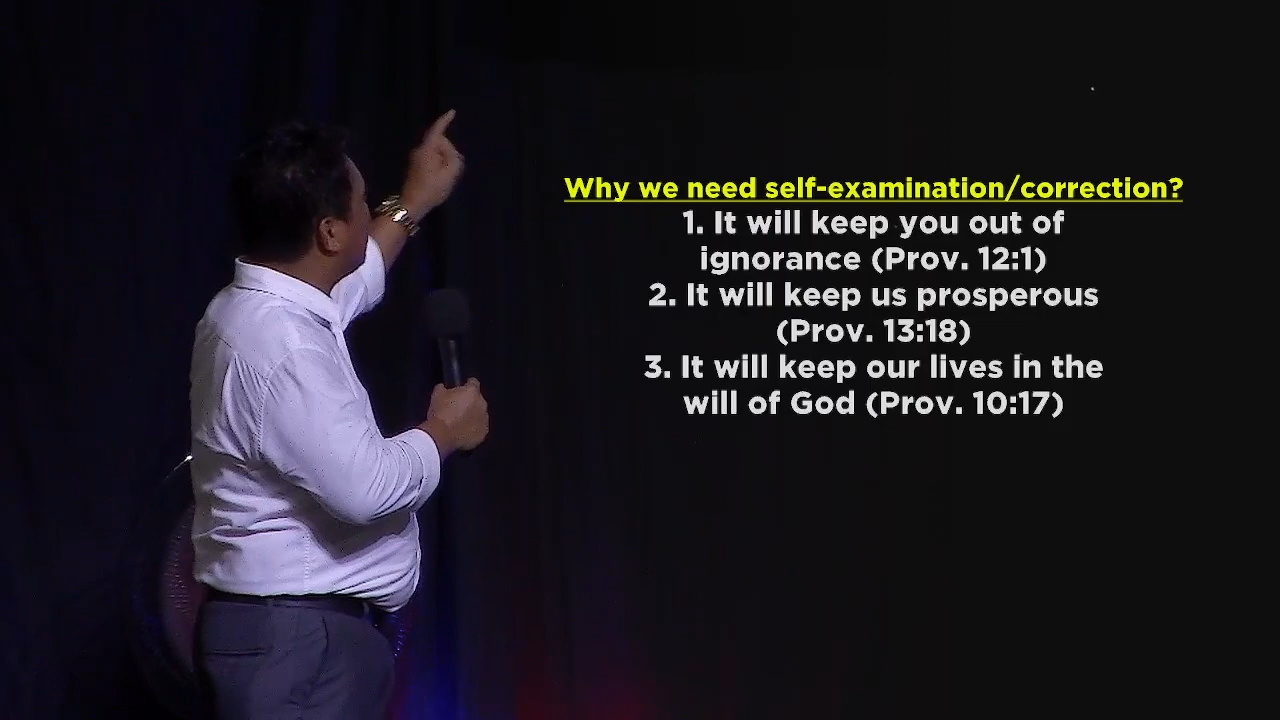 Why we need self-examination/correction?
1. It will keep you out of
ignorance (Prov. 12:1)
2. It will keep us prosperous
(Prov. 13:18)
3. It will keep our lives in the
will of God (Prov. 10:17)